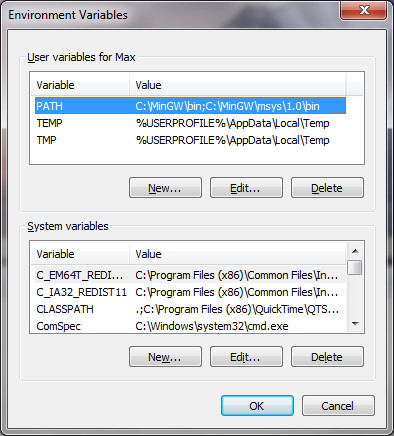 Environment Variables
User variables for Max
Variable Value
PATH C:\MinGW\bin;C:\MinGW\msys\1.0\bin
TEMP %USERPROFILE%\AppData\Local\Temp
TMP %USERPROFILE%\AppData\Local\Temp
New... Edit... Delete
System variables
Variable Value
C_EM64T_REDI... C:\Program Files (x86)\Common Files\In...
C_IA32_REDIST11 C:\Program Files (x86)\Common Files\In...
CLASSPATH .;C:\Program Files (x86)\QuickTime\QTS...
ComSpec C:\Windows\system32\cmd.exe
New... Edit... Delete
OK Cancel